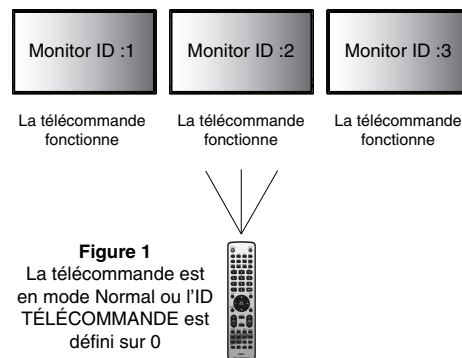 Monitor ID :1
Monitor ID :2
Monitor ID :3
La télécommande
fonctionne
La télécommande
fonctionne
La télécommande
fonctionne
Figure 1
La télécommande est
en mode Normal ou l’ID
TÉLÉCOMMANDE est
défini sur 0